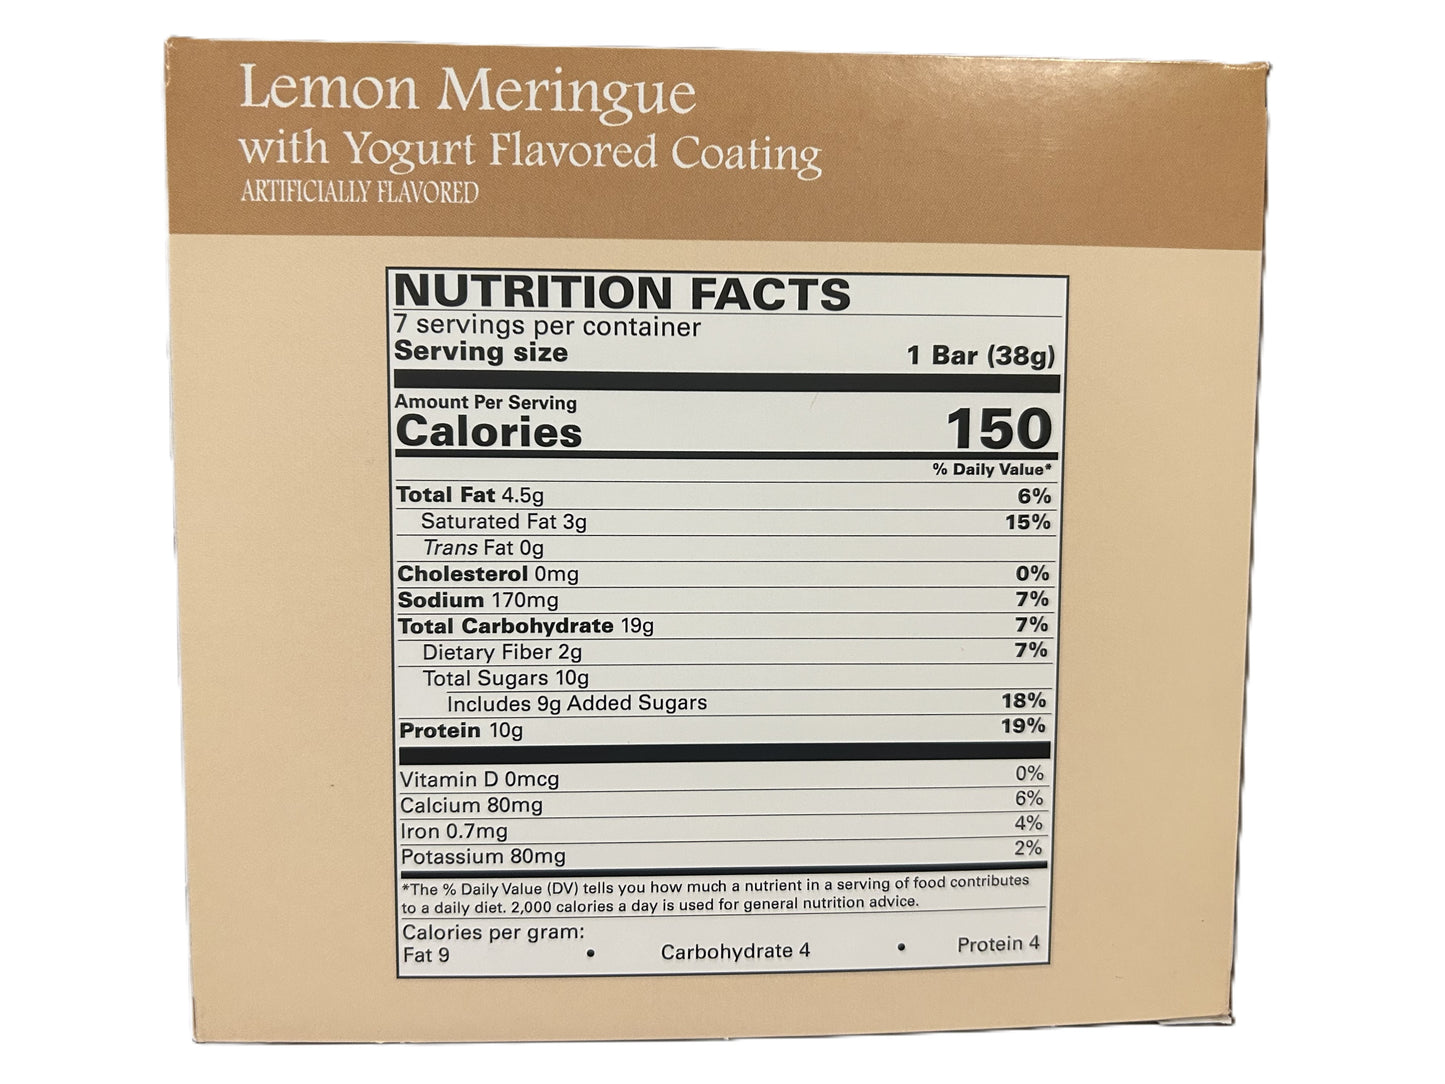 Lemon Meringue
with Yogurt Flavored Coating
ARTIFICIALLY FLAVORED
NUTRITION FACTS
7 servings per container
Serving size 1 Bar (38g)
Amount Per Serving
Calories 150
% Daily Value*
Total Fat 4.5g 6%
Saturated Fat 3g 15%
Trans Fat 0g
Cholesterol 0mg 0%
Sodium 170mg 7%
Total Carbohydrate 19g 7%
Dietary Fiber 2g 7%
Total Sugars 10g
Includes 9g Added Sugars 18%
Protein 10g 19%
Vitamin D 0mcg 0%
Calcium 80mg 6%
Iron 0.7mg 4%
Potassium 80mg 2%
*The % Daily Value (DV) tells you how much a nutrient in a serving of food contributes
to a daily diet. 2,000 calories a day is used for general nutrition advice.
Calories per gram:
Fat 9 • Carbohydrate 4 • Protein 4